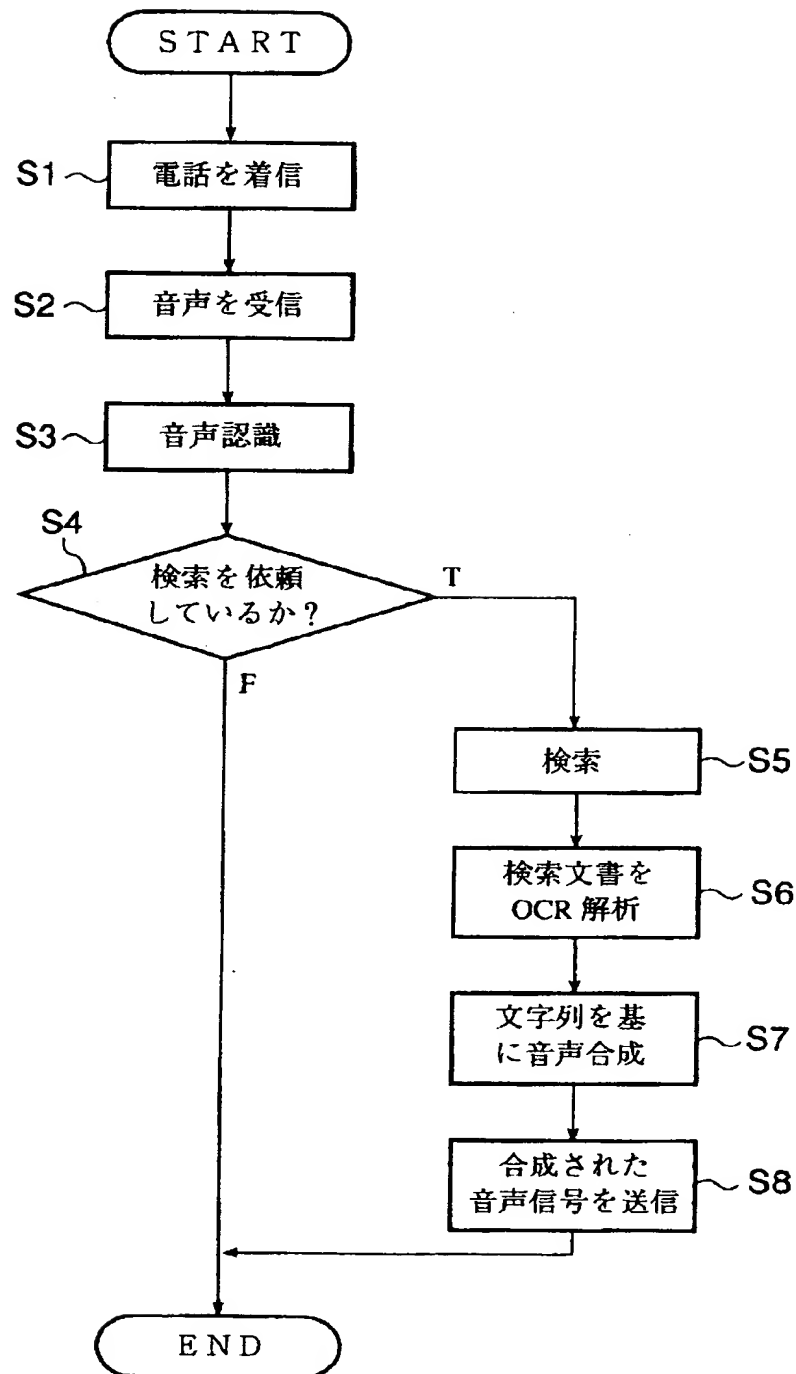 START
S1
電話を着信
S2
音声を受信
S3
音声認識
S4
検索を依頼
しているか？
T
F
検索
S5
検索文書を
OCR 解析
S6
文字列を基
に音声合成
S7
合成された
音声信号を送信
S8
END